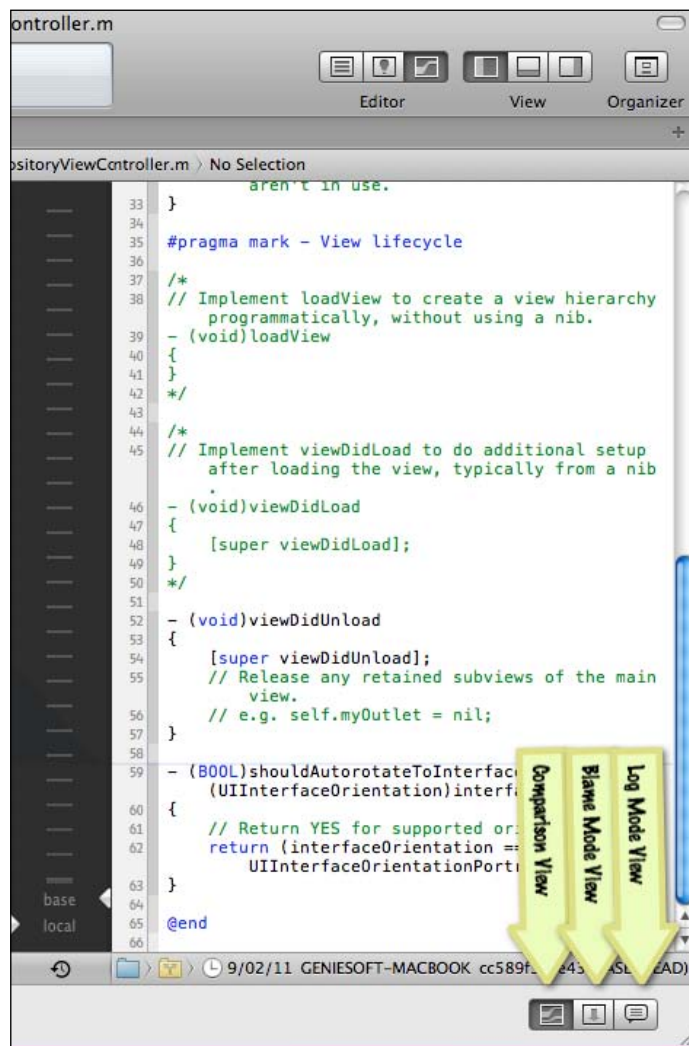 ontroller.m
Editor View Organizer
ositoryViewController.m 〉 No Selection
aren't in use.
33 }
34
35 #pragma mark - View lifecycle
36
37 /*
38 // Implement loadView to create a view hierarchy
programmatically, without using a nib.
39 - (void)loadView
40 {
41 }
42 */
43
44 /*
45 // Implement viewDidLoad to do additional setup
after loading the view, typically from a nib
.
46 - (void)viewDidLoad
47 {
48 [super viewDidLoad];
49 }
50 */
51
52 - (void)viewDidUnload
53 {
54 [super viewDidUnload];
55 // Release any retained subviews of the main
view.
56 // e.g. self.myOutlet = nil;
57 }
58
59 - (BOOL)shouldAutorotateToInterfac
(UIInterfaceOrientation)interf
60 {
61 // Return YES for supported ori
62 return (interfaceOrientation ==
UIInterfaceOrientationPortr
63 }
64
65 @end
66
base
local
Comparison View
Blame Mode View
Log Mode View
9/02/11 GENIESOFT-MACBOOK cc589f